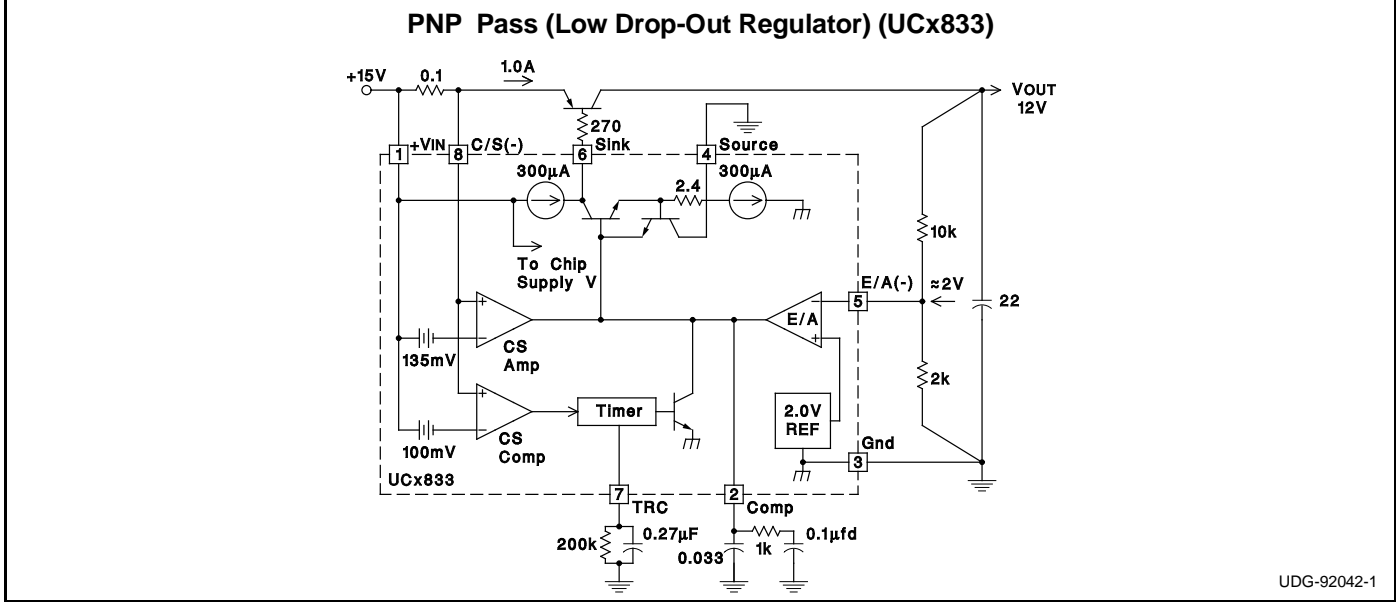 PNP Pass (Low Drop-Out Regulator) (UCx833)
+15V
0.1
1.0A
VOUT
12V
270
1
+VIN
8
C/S(-)
6
Sink
4
Source
300µA
2.4
300µA
To Chip
Supply V
10k
E/A(-)
≈2V
5
22
+
-
135mV
CS
Amp
E/A
-
+
2k
+
-
100mV
CS
Comp
Timer
2.0V
REF
Gnd
3
UCx833
7
TRC
2
Comp
200k
0.27µF
0.033
1k
0.1µfd
UDG-92042-1